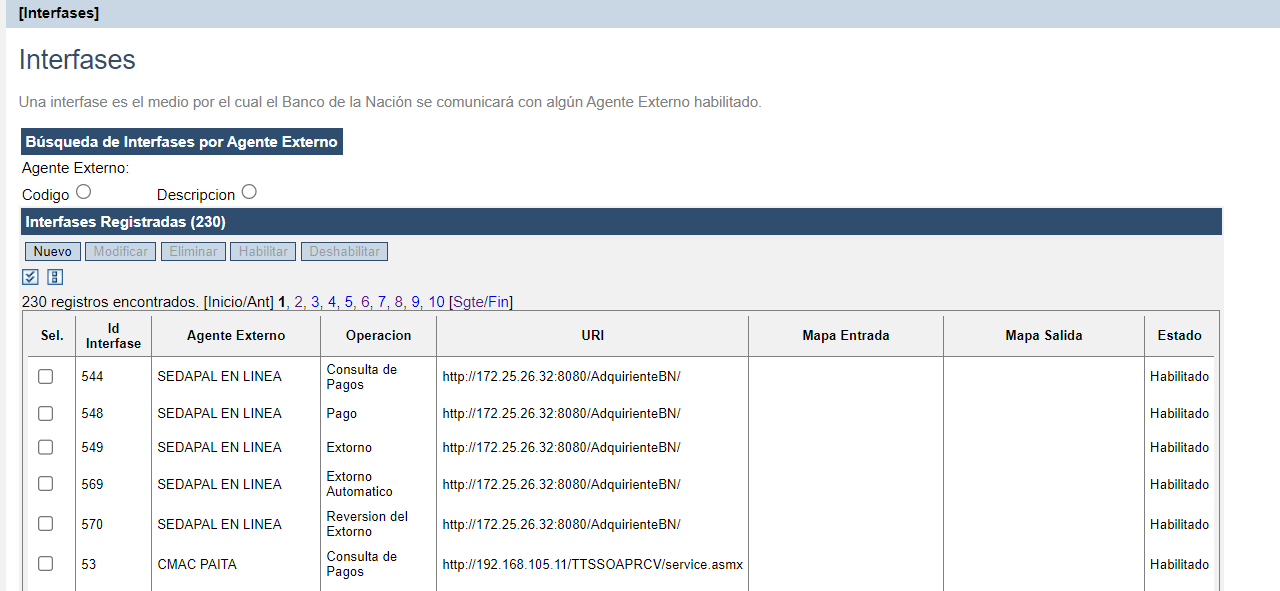 [Interfases]
Interfases
Una interfase es el medio por el cual el Banco de la Nación se comunicará con algún Agente Externo habilitado.
Búsqueda de Interfases por Agente Externo
Agente Externo:
Codigo Descripcion
Interfases Registradas (230)
Nuevo Modificar Eliminar Habilitar Deshabilitar
230 registros encontrados. [Inicio/Ant] 1, 2, 3, 4, 5, 6, 7, 8, 9, 10 [Sgte/Fin]
Sel. Id Interfase Agente Externo Operacion URI Mapa Entrada Mapa Salida Estado
544 SEDAPAL EN LINEA Consulta de Pagos http://172.25.26.32:8080/AdquirienteBN/ Habilitado
548 SEDAPAL EN LINEA Pago http://172.25.26.32:8080/AdquirienteBN/ Habilitado
549 SEDAPAL EN LINEA Extorno http://172.25.26.32:8080/AdquirienteBN/ Habilitado
569 SEDAPAL EN LINEA Extorno Automatico http://172.25.26.32:8080/AdquirienteBN/ Habilitado
570 SEDAPAL EN LINEA Reversion del Extorno http://172.25.26.32:8080/AdquirienteBN/ Habilitado
53 CMAC PAITA Consulta de Pagos http://192.168.105.11/TTSSOAPRCV/service.asmx Habilitado